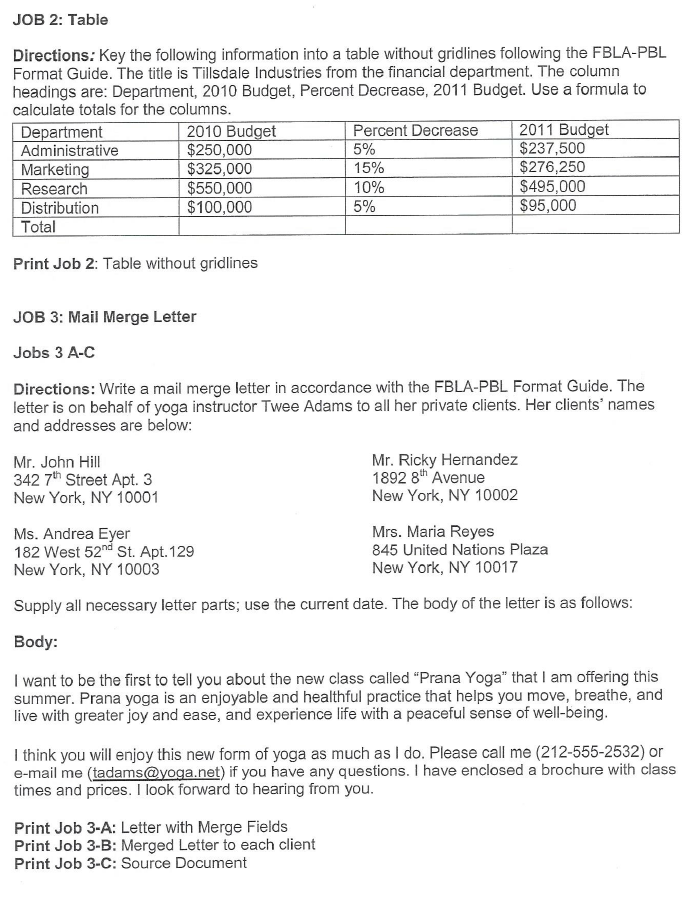 JOB 2: Table
Directions: Key the following information into a table without gridlines following the FBLA-PBL
Format Guide. The title is Tillsdale Industries from the financial department. The column
headings are: Department, 2010 Budget, Percent Decrease, 2011 Budget. Use a formula to
calculate totals for the columns.
Department 2010 Budget Percent Decrease 2011 Budget
Administrative $250,000 5% $237,500
Marketing $325,000 15% $276,250
Research $550,000 10% $495,000
Distribution $100,000 5% $95,000
Total
Print Job 2: Table without gridlines
JOB 3: Mail Merge Letter
Jobs 3 A-C
Directions: Write a mail merge letter in accordance with the FBLA-PBL Format Guide. The
letter is on behalf of yoga instructor Twee Adams to all her private clients. Her clients' names
and addresses are below:
Mr. John Hill
342 7th Street Apt. 3
New York, NY 10001
Mr. Ricky Hernandez
1892 8th Avenue
New York, NY 10002
Ms. Andrea Eyer
182 West 52nd St. Apt.129
New York, NY 10003
Mrs. Maria Reyes
845 United Nations Plaza
New York, NY 10017
Supply all necessary letter parts; use the current date. The body of the letter is as follows:
Body:
I want to be the first to tell you about the new class called "Prana Yoga" that I am offering this
summer. Prana yoga is an enjoyable and healthful practice that helps you move, breathe, and
live with greater joy and ease, and experience life with a peaceful sense of well-being.
I think you will enjoy this new form of yoga as much as I do. Please call me (212-555-2532) or
e-mail me (tadams@yoga.net) if you have any questions. I have enclosed a brochure with class
times and prices. I look forward to hearing from you.
Print Job 3-A: Letter with Merge Fields
Print Job 3-B: Merged Letter to each client
Print Job 3-C: Source Document